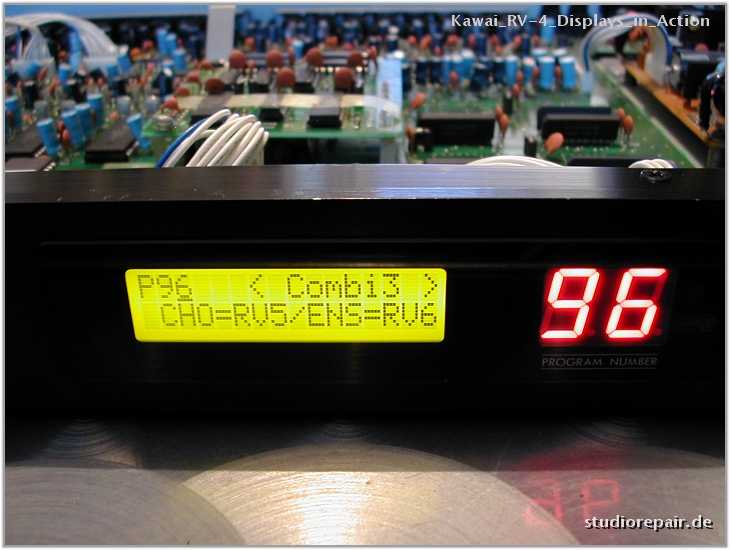 Kawai_RV-4_Displays_in_Action
P96 < Combi3 >
CHO=RV5/ENS=RV6
96
PROGRAM NUMBER
studiorepair.de